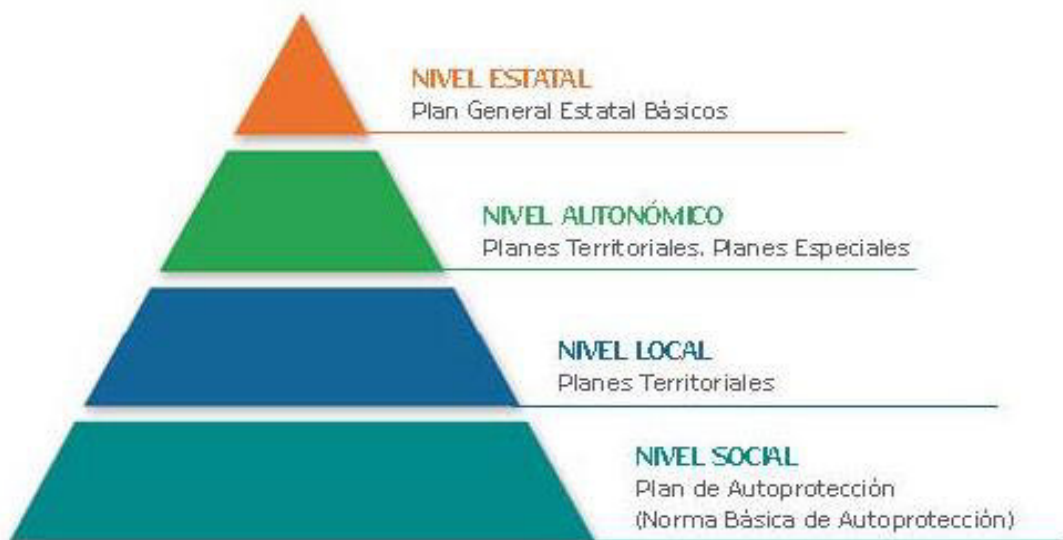 NIVEL ESTATAL
Plan General Estatal Básicos
NIVEL AUTONÓMICO
Planes Territoriales. Planes Especiales
NIVEL LOCAL
Planes Territoriales
NIVEL SOCIAL
Plan de Autoprotección
(Norma Básica de Autoprotección)